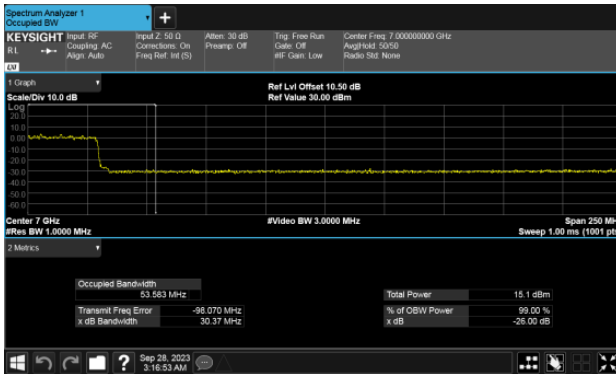 Spectrum Analyzer 1
Occupied BW
KEYSIGHT
RL
LXI
Input: RF
Coupling: AC
Align: Auto
Input Z: 50 Ω
Corrections: On
Freq Ref: Int (S)
Atten: 30 dB
Preamp: Off
Trig: Free Run
Gate: Off
#IF Gain: Low
Center Freq: 7.000000000 GHz
Avg|Hold: 50/50
Radio Std: None
1 Graph
Scale/Div 10.0 dB
Ref Lvl Offset 10.50 dB
Ref Value 30.00 dBm
Log
20.0
10.0
0.00
-10.0
-20.0
-30.0
-40.0
-50.0
-60.0
Center 7 GHz
#Video BW 3.0000 MHz
Span 250 MH
#Res BW 1.0000 MHz
Sweep 1.00 ms (1001 pts
2 Metrics
Occupied Bandwidth
53.583 MHz
Total Power 15.1 dBm
Transmit Freq Error -98.070 MHz
% of OBW Power 99.00 %
x dB Bandwidth 30.37 MHz
x dB -26.00 dB
?
Sep 28, 2023
3:16:53 AM